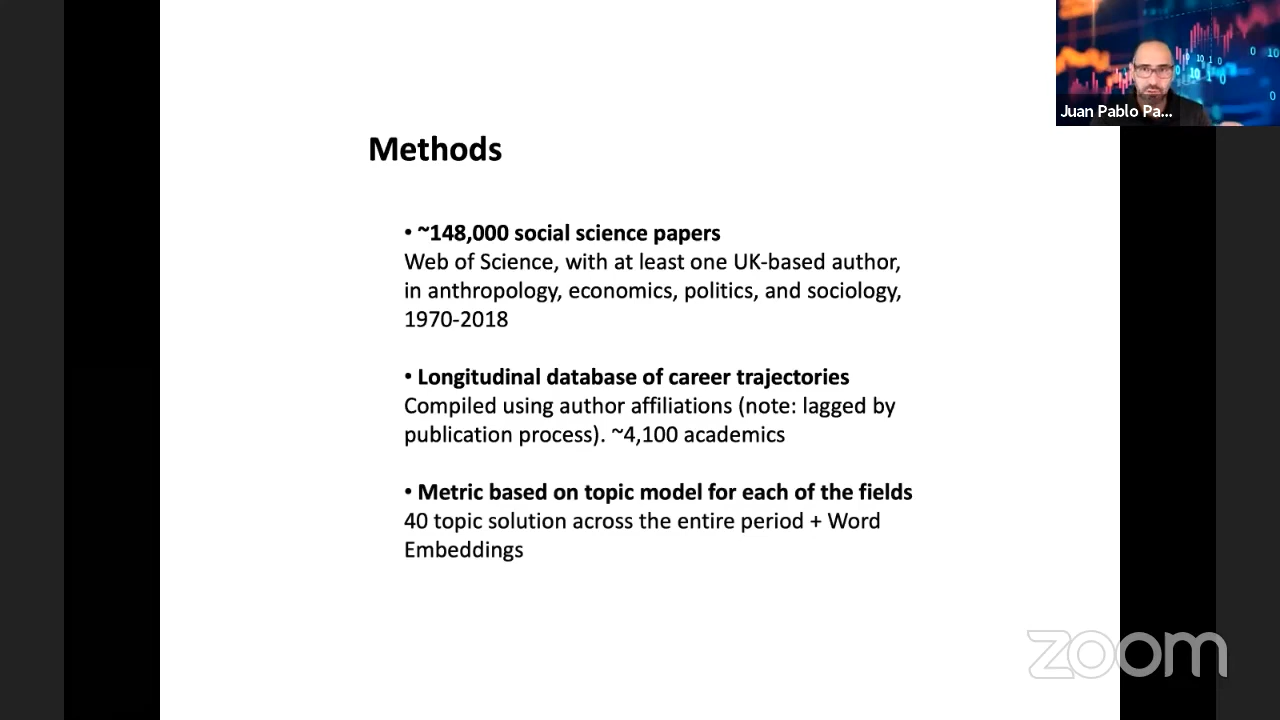 Methods
• ~148,000 social science papers
Web of Science, with at least one UK-based author,
in anthropology, economics, politics, and sociology,
1970-2018
• Longitudinal database of career trajectories
Compiled using author affiliations (note: lagged by
publication process). ~4,100 academics
• Metric based on topic model for each of the fields
40 topic solution across the entire period + Word
Embeddings
Juan Pablo Pa...
zoom